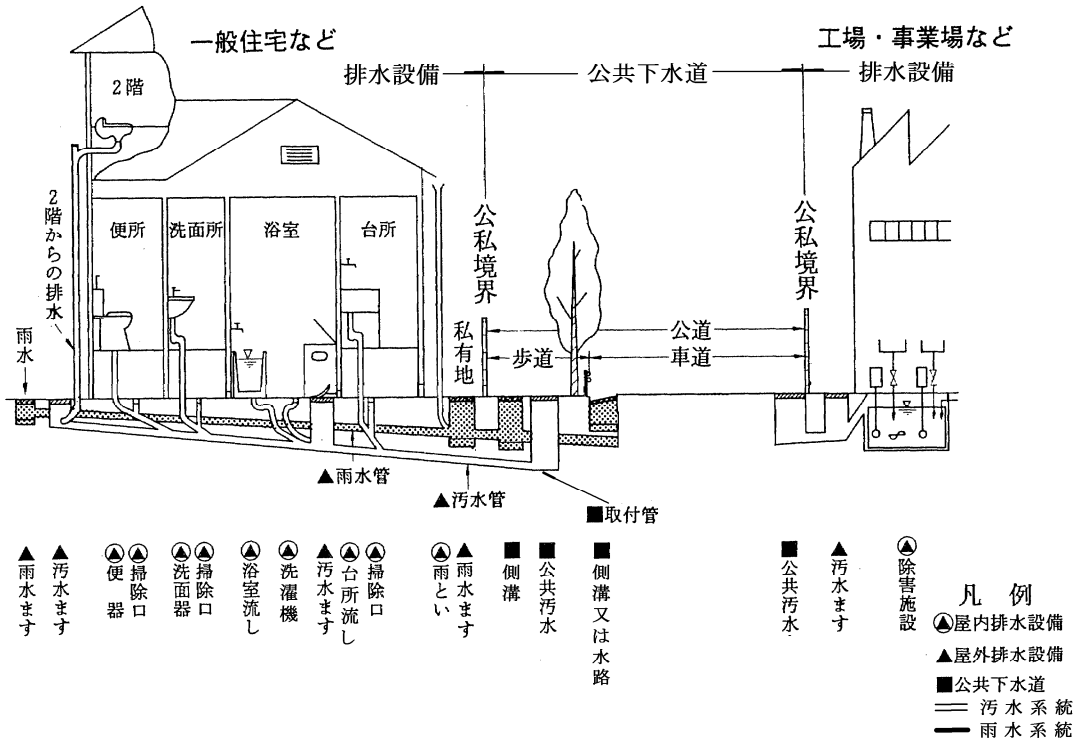 一般住宅など
工場・事業場など
排水設備
公共下水道
排水設備
2階
2階からの排水
便所
洗面所
浴室
台所
公私境界
公私境界
雨水
私有地
公道
歩道
車道
▲雨水管
▲汚水管
■取付管
▲雨水ます
▲汚水ます
▲便器
▲掃除口
▲洗面器
▲掃除口
▲浴室流し
▲洗濯機
▲汚水ます
▲台所流し
▲掃除口
▲雨とい
▲雨水ます
■側溝
■公共汚水
■側溝又は水路
■公共汚水
▲汚水ます
▲除害施設
凡例
▲屋内排水設備
▲屋外排水設備
■公共下水道
汚水系統
雨水系統